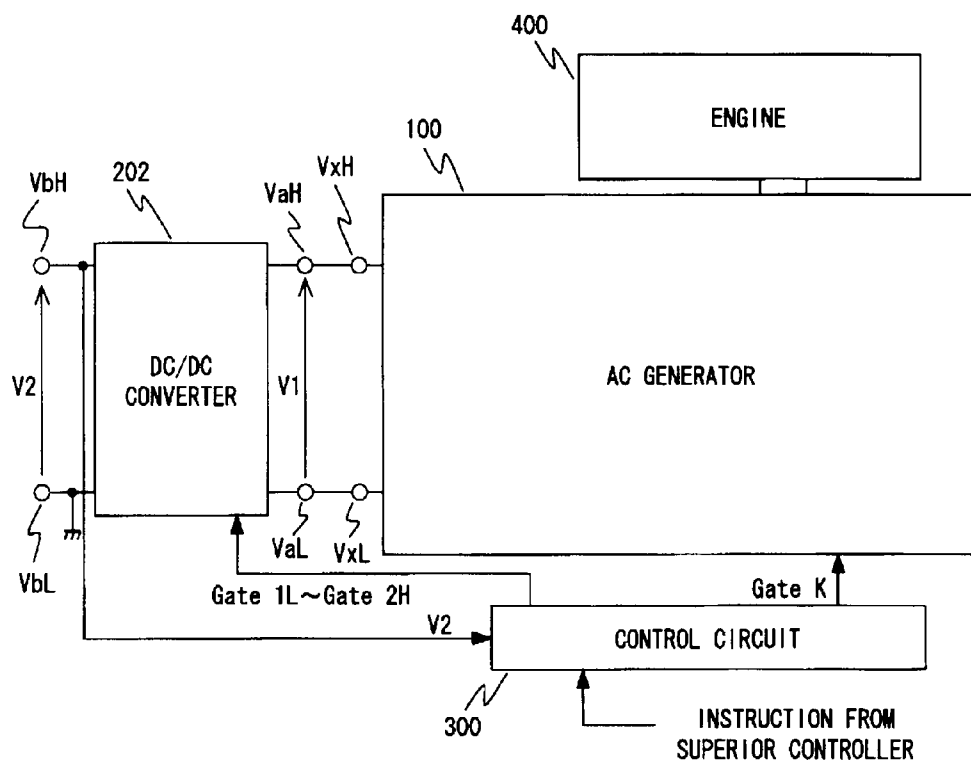 400
ENGINE
100
VxH
202
VaH
VbH
DC/DC
CONVERTER
V2
V1
AC GENERATOR
VaL
VxL
VbL
Gate 1L～Gate 2H
Gate K
V2
CONTROL CIRCUIT
300
INSTRUCTION FROM
SUPERIOR CONTROLLER